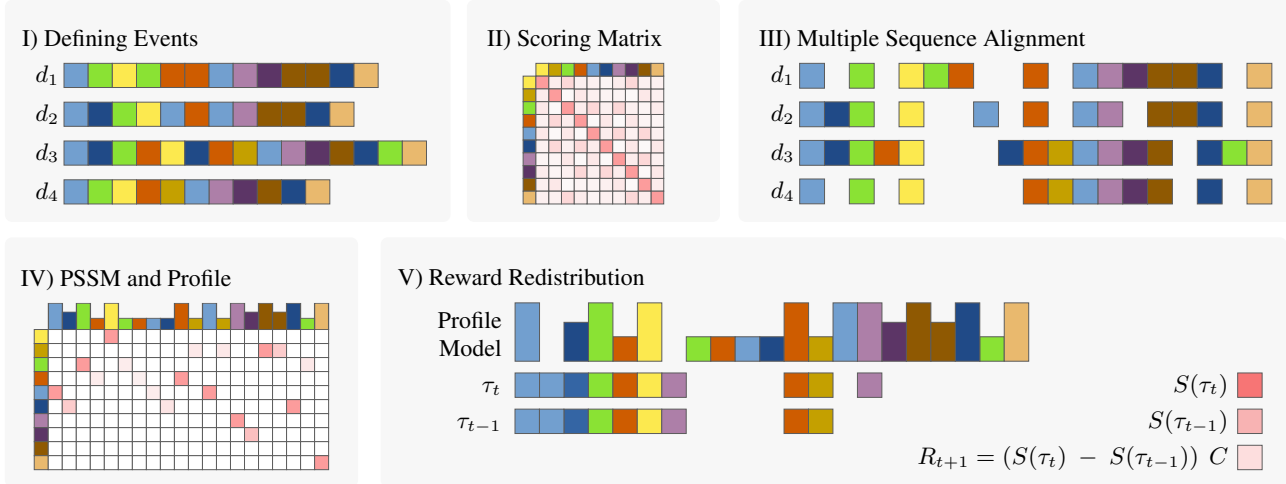 I) Defining Events
d₁
d₂
d₃
d₄
II) Scoring Matrix
III) Multiple Sequence Alignment
d₁
d₂
d₃
d₄
IV) PSSM and Profile
V) Reward Redistribution
Profile
Model
τₜ
τₜ₋₁
S(τₜ)
S(τₜ₋₁)
Rₜ₊₁ = (S(τₜ) − S(τₜ₋₁)) C